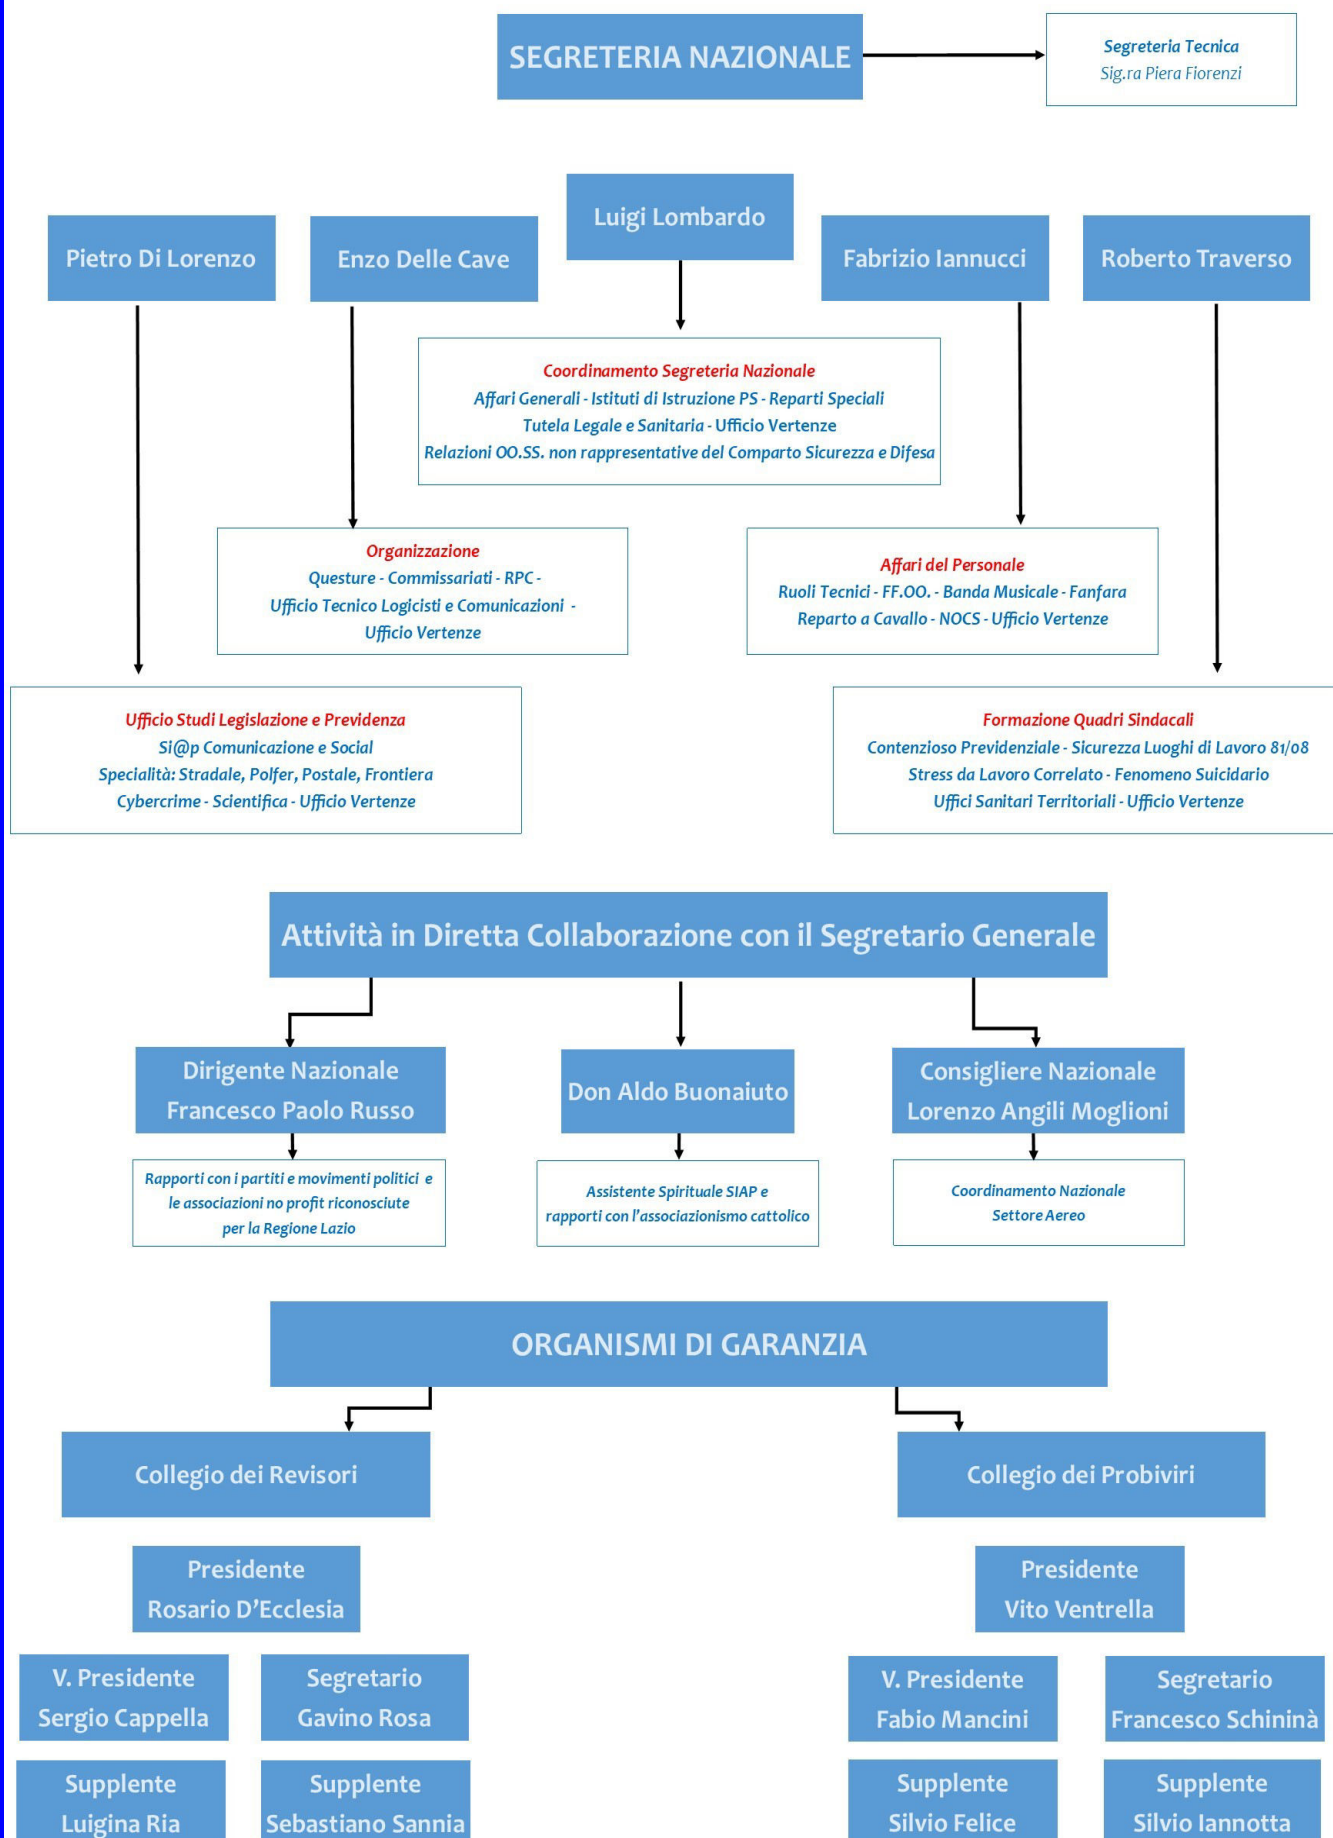 SEGRETERIA NAZIONALE
Segreteria Tecnica
Sig.ra Piera Fiorenzi
Pietro Di Lorenzo
Enzo Delle Cave
Luigi Lombardo
Fabrizio Iannucci
Roberto Traverso
Coordinamento Segreteria Nazionale
Affari Generali - Istituti di Istruzione PS - Reparti Speciali
Tutela Legale e Sanitaria - Ufficio Vertenze
Relazioni OO.SS. non rappresentative del Comparto Sicurezza e Difesa
Organizzazione
Questure - Commissariati - RPC -
Ufficio Tecnico Logicisti e Comunicazioni -
Ufficio Vertenze
Affari del Personale
Ruoli Tecnici - FF.OO. - Banda Musicale - Fanfara
Reparto a Cavallo - NOCS - Ufficio Vertenze
Ufficio Studi Legislazione e Previdenza
Si@p Comunicazione e Social
Specialità: Stradale, Polfer, Postale, Frontiera
Cybercrime - Scientifica - Ufficio Vertenze
Formazione Quadri Sindacali
Contenzioso Previdenziale - Sicurezza Luoghi di Lavoro 81/08
Stress da Lavoro Correlato - Fenomeno Suicidario
Uffici Sanitari Territoriali - Ufficio Vertenze
Attività in Diretta Collaborazione con il Segretario Generale
Dirigente Nazionale
Francesco Paolo Russo
Don Aldo Buonaiuto
Consigliere Nazionale
Lorenzo Angili Moglioni
Rapporti con i partiti e movimenti politici e
le associazioni no profit riconosciute
per la Regione Lazio
Assistente Spirituale SIAP e
rapporti con l'associazionismo cattolico
Coordinamento Nazionale
Settore Aereo
ORGANISMI DI GARANZIA
Collegio dei Revisori
Collegio dei Probiviri
Presidente
Rosario D'Ecclesia
Presidente
Vito Ventrella
V. Presidente
Sergio Cappella
Segretario
Gavino Rosa
V. Presidente
Fabio Mancini
Segretario
Francesco Schininà
Supplente
Luigina Ria
Supplente
Sebastiano Sannia
Supplente
Silvio Felice
Supplente
Silvio Iannotta